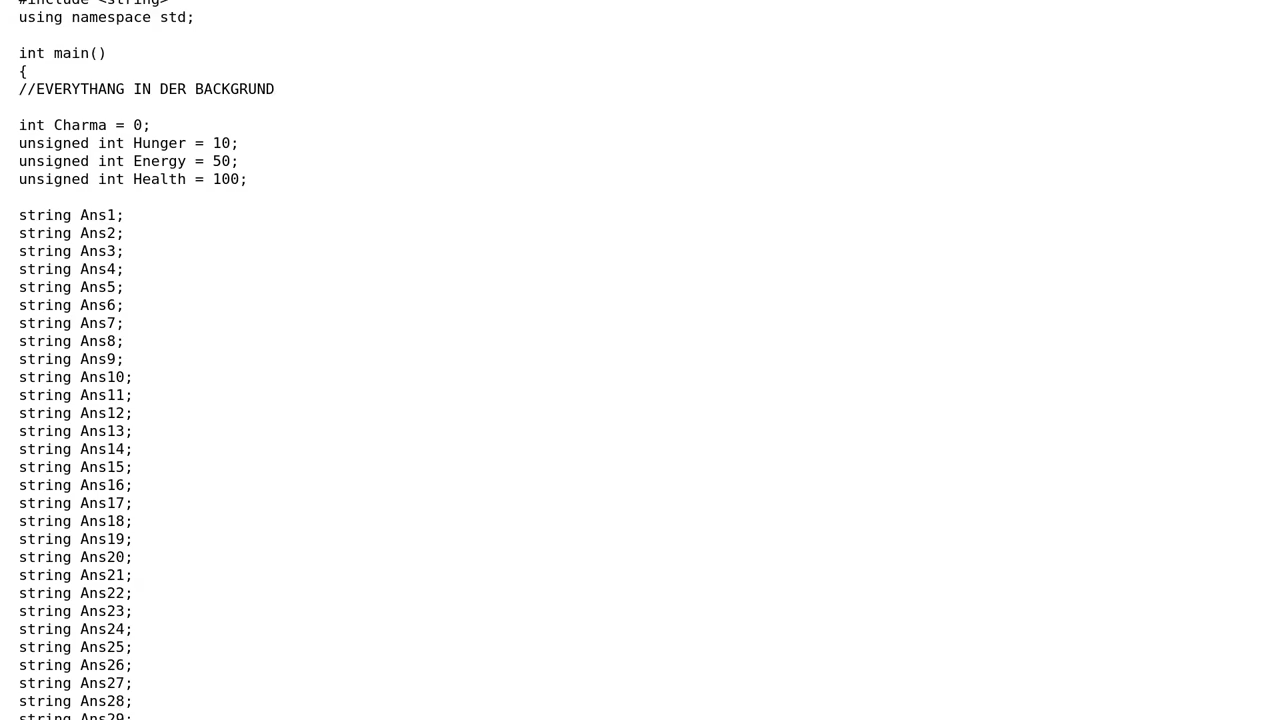 #include <string>
using namespace std;
int main()
{
//EVERYTHANG IN DER BACKGRUND
int Charma = 0;
unsigned int Hunger = 10;
unsigned int Energy = 50;
unsigned int Health = 100;
string Ans1;
string Ans2;
string Ans3;
string Ans4;
string Ans5;
string Ans6;
string Ans7;
string Ans8;
string Ans9;
string Ans10;
string Ans11;
string Ans12;
string Ans13;
string Ans14;
string Ans15;
string Ans16;
string Ans17;
string Ans18;
string Ans19;
string Ans20;
string Ans21;
string Ans22;
string Ans23;
string Ans24;
string Ans25;
string Ans26;
string Ans27;
string Ans28;
string Ans29;